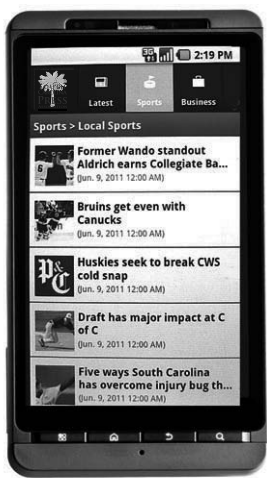 3G
2:19 PM
Latest
Sports
Business
Sports > Local Sports
Former Wando standout
Aldrich earns Collegiate Ba...
(Jun. 9, 2011 12:00 AM)
Bruins get even with
Canucks
(Jun. 9, 2011 12:00 AM)
P&C
Huskies seek to break CWS
cold snap
(Jun. 9, 2011 12:00 AM)
Draft has major impact at C
of C
(Jun. 9, 2011 12:00 AM)
Five ways South Carolina
has overcome injury bug th...
(Jun. 9, 2011 12:00 AM)